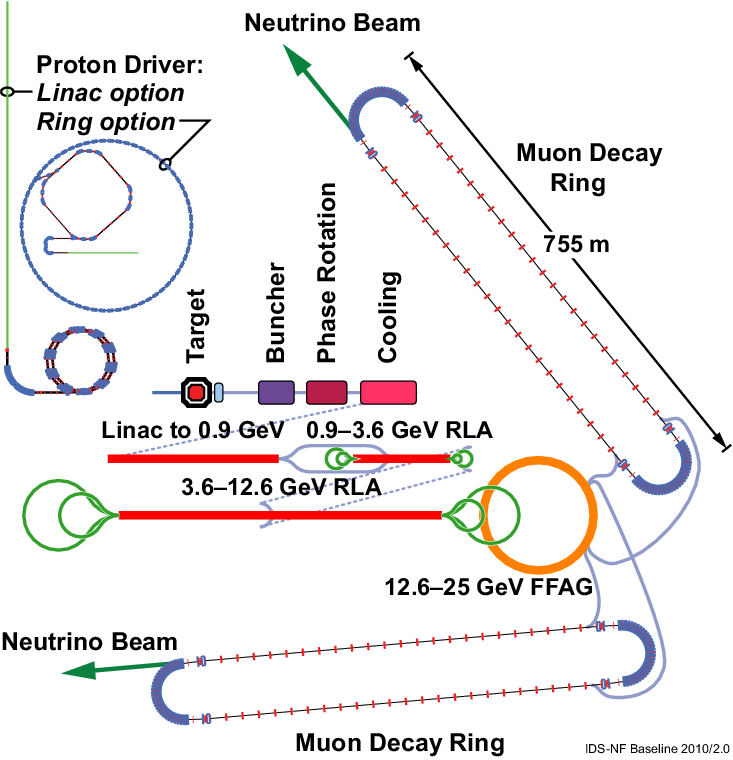 Neutrino Beam
Proton Driver:
Linac option
Ring option
Muon Decay
Ring
755 m
Target
Buncher
Phase Rotation
Cooling
Linac to 0.9 GeV
0.9–3.6 GeV RLA
3.6–12.6 GeV RLA
12.6–25 GeV FFAG
Neutrino Beam
Muon Decay Ring
IDS-NF Baseline 2010/2.0